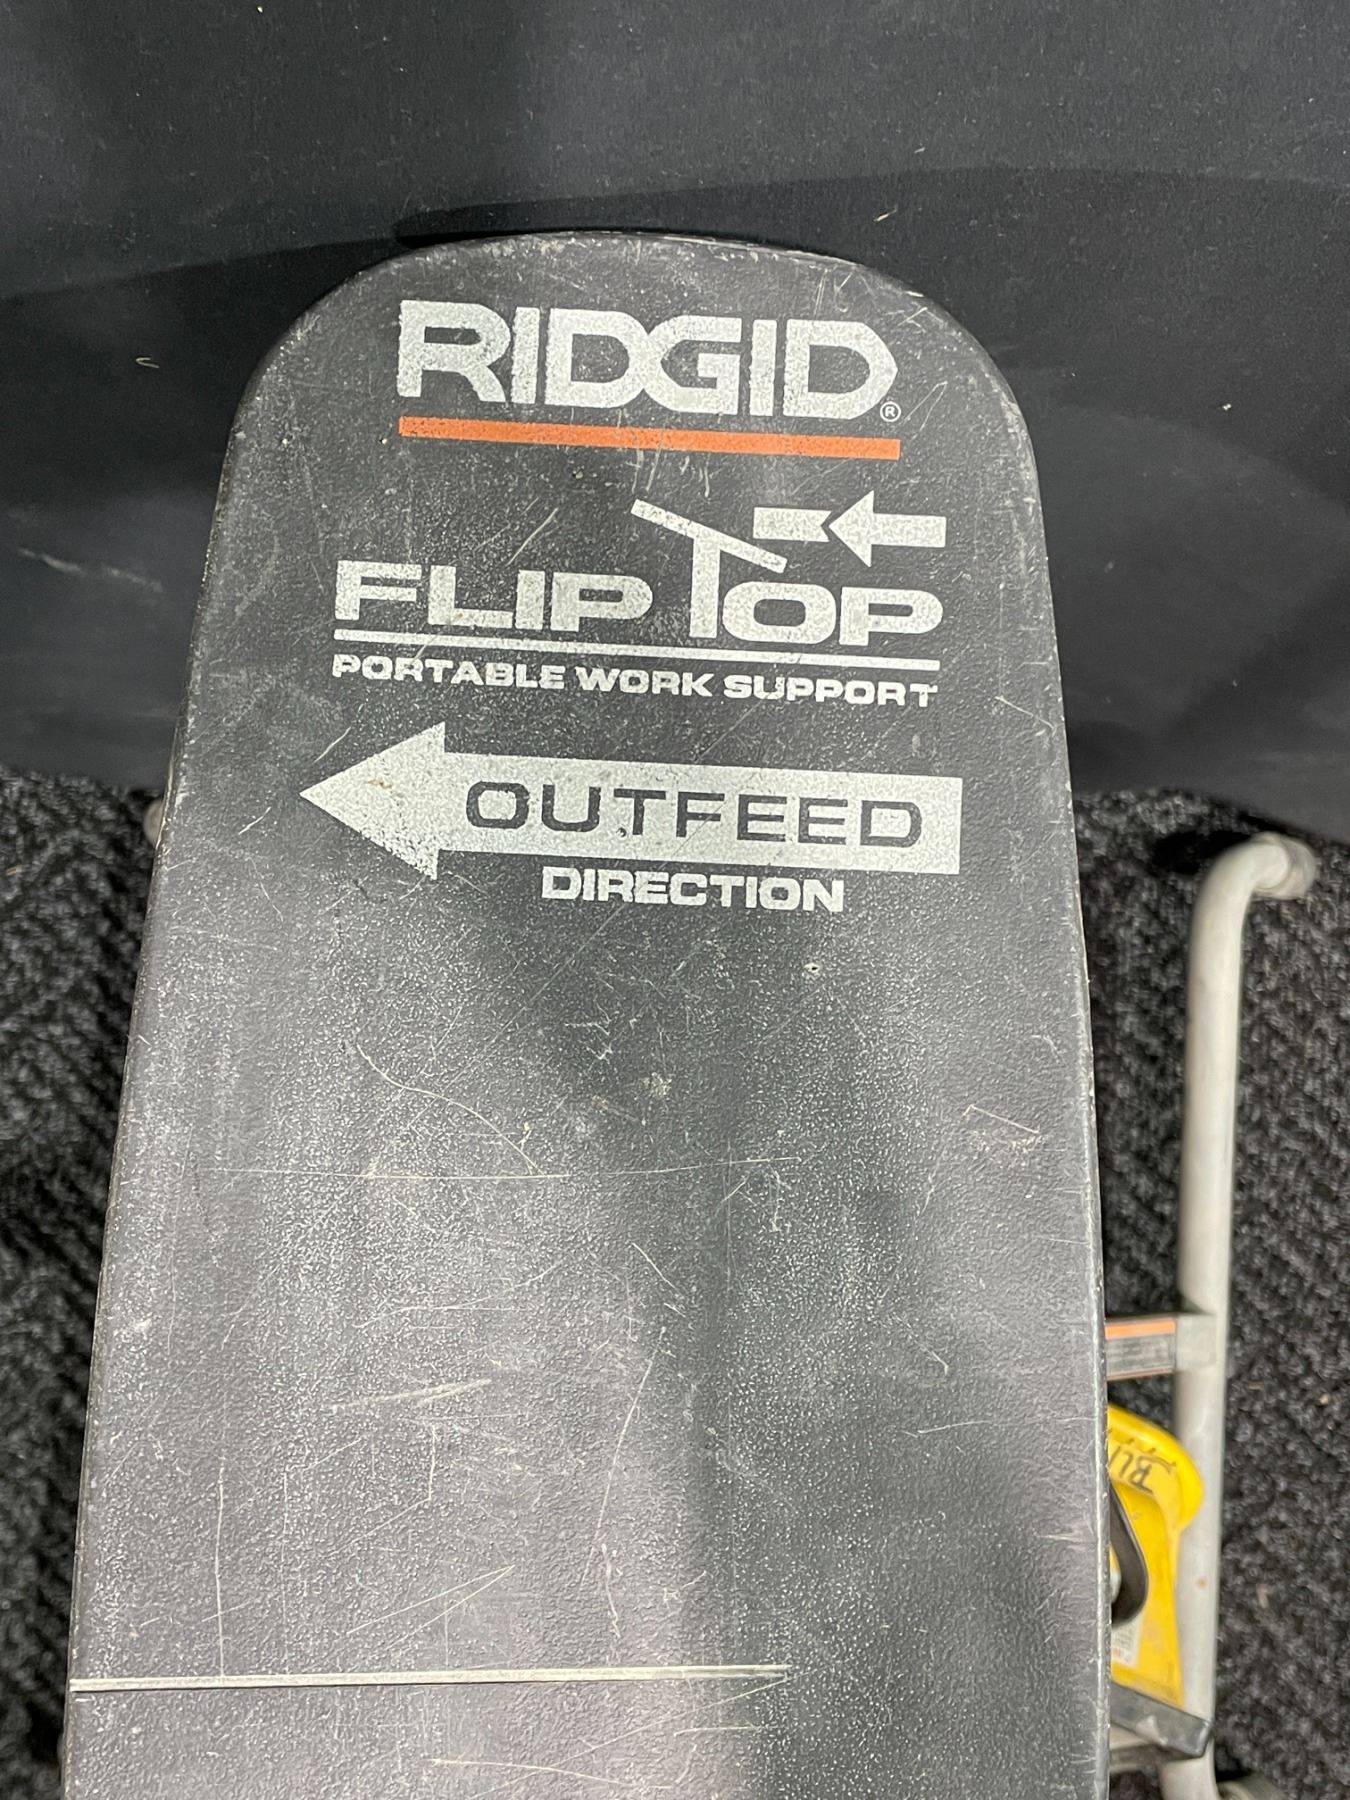 RIDGID®
FLIP TOP
PORTABLE WORK SUPPORT
OUTFEED
DIRECTION